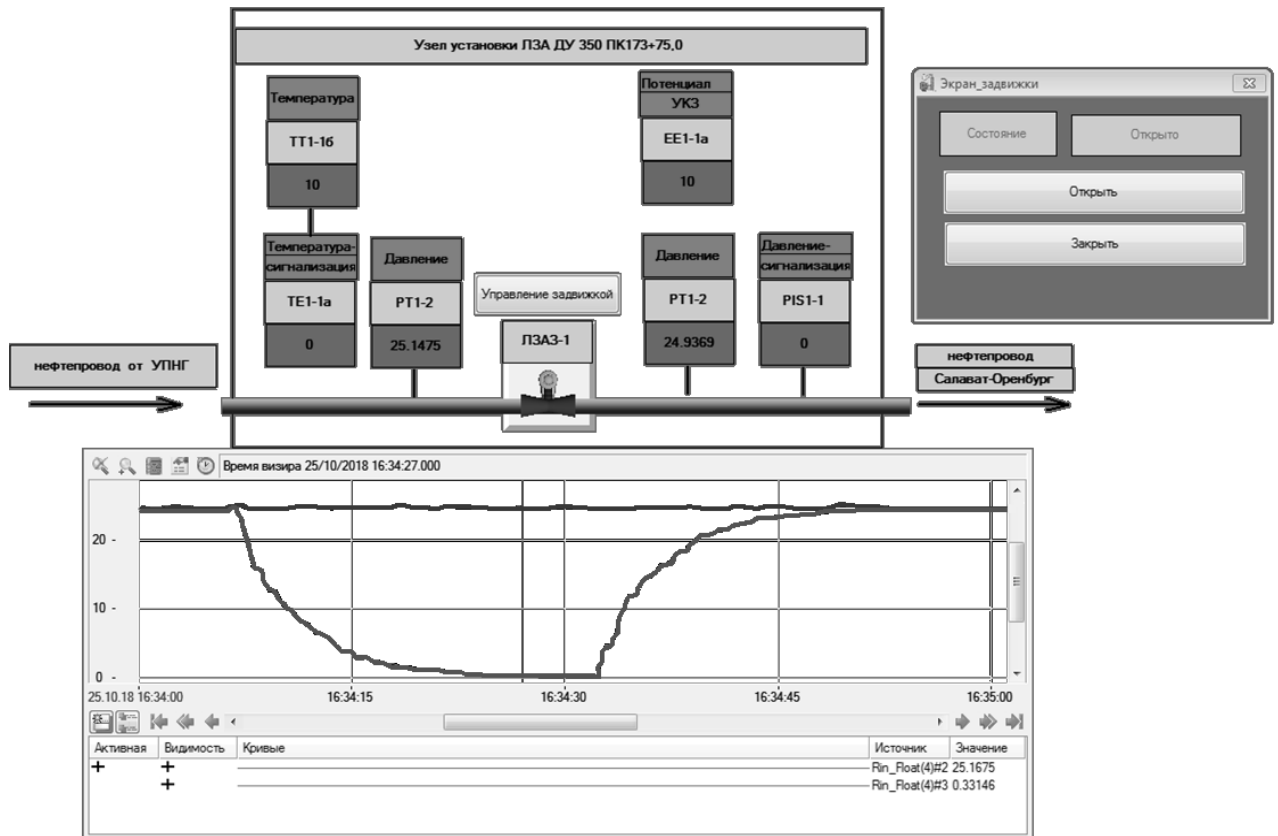 Узел установки ЛЗА ДУ 350 ПК173+75,0
Температура
ТТ1-1б
10
Потенциал
УКЗ
ЕЕ1-1а
10
Температура-
сигнализация
ТЕ1-1а
0
Давление
РТ1-2
25.1475
Управление задвижкой
ЛЗАЗ-1
Давление
РТ1-2
24.9369
Давление-
сигнализация
PIS1-1
0
нефтепровод от УПНГ
нефтепровод
Салават-Оренбург
Экран_задвижки
Состояние
Открыто
Открыть
Закрыть
Время визира 25/10/2018 16:34:27.000
20 -
10 -
0 -
25.10.18 16:34:00 16:34:15 16:34:30 16:34:45 16:35:00
Активная Видимость Кривые Источник Значение
Rin_Float(4)#2 25.1675
Rin_Float(4)#3 0.33146